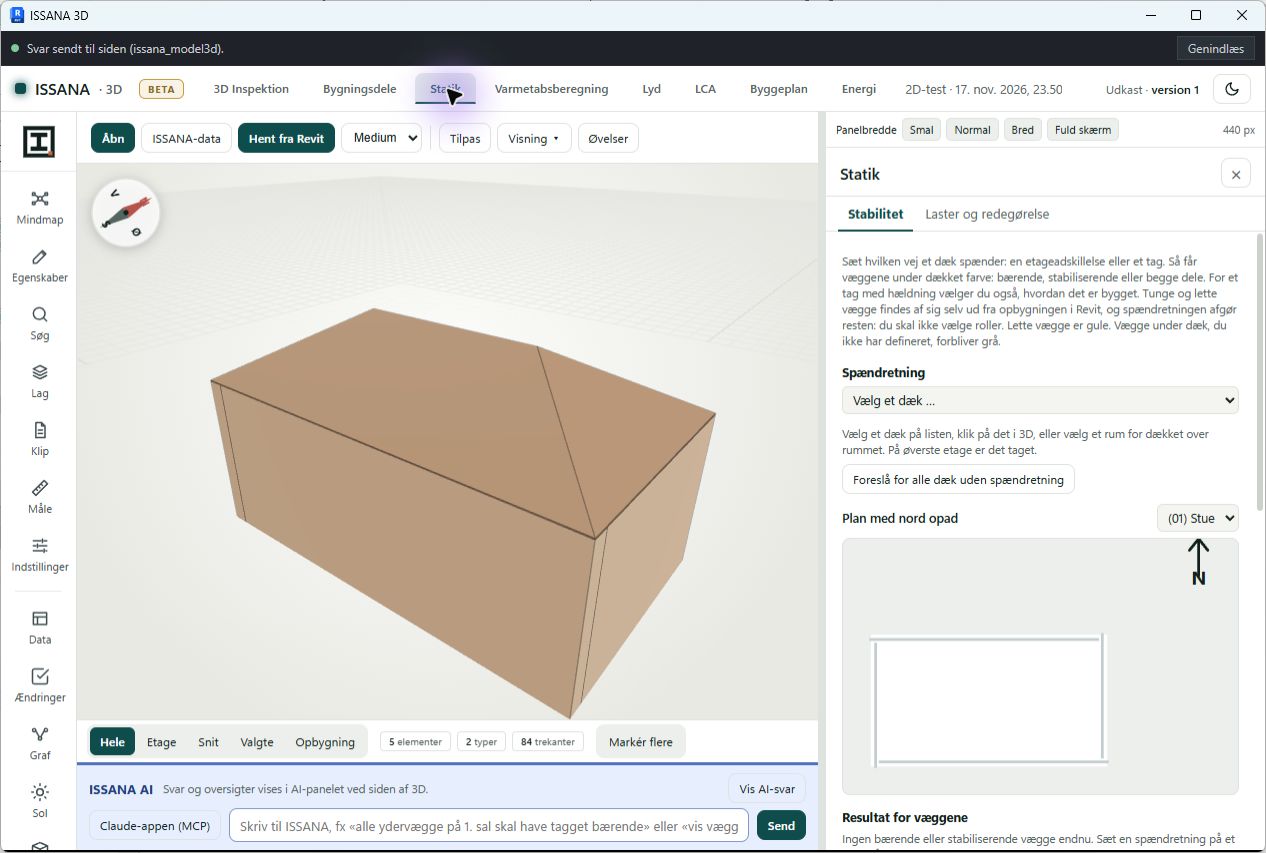 ISSANA 3D
Svar sendt til siden (issana_model3d).
Genindlæs
ISSANA · 3D
BETA
3D Inspektion
Bygningsdele
Statik
Varmetabsberegning
Lyd
LCA
Byggeplan
Energi
2D-test · 17. nov. 2026, 23.50
Udkast · version 1
Åbn
ISSANA-data
Hent fra Revit
Medium
Tilpas
Visning
Øvelser
Panelbredde
Smal
Normal
Bred
Fuld skærm
440 px
Mindmap
Egenskaber
Søg
Lag
Klip
Måle
Indstillinger
Data
Ændringer
Graf
Sol
Statik
Stabilitet
Laster og redegørelse
Sæt hvilken vej et dæk spænder: en etageadskillelse eller et tag. Så får
væggene under dækket farve: bærende, stabiliserende eller begge dele. For et
tag med hældning vælger du også, hvordan det er bygget. Tunge og lette
vægge findes af sig selv ud fra opbygningen i Revit, og spændretningen afgør
resten: du skal ikke vælge roller. Lette vægge er gule. Vægge under dæk, du
ikke har defineret, forbliver grå.
Spændretning
Vælg et dæk ...
Vælg et dæk på listen, klik på det i 3D, eller vælg et rum for dækket over
rummet. På øverste etage er det taget.
Foreslå for alle dæk uden spændretning
Plan med nord opad
(01) Stue
N
Resultat for væggene
Ingen bærende eller stabiliserende vægge endnu. Sæt en spændretning på et
Hele
Etage
Snit
Valgte
Opbygning
5 elementer
2 typer
84 trekanter
Markér flere
ISSANA AI
Svar og oversigter vises i AI-panelet ved siden af 3D.
Vis AI-svar
Claude-appen (MCP)
Skriv til ISSANA, fx «alle ydervægge på 1. sal skal have tagget bærende» eller «vis vægg
Send